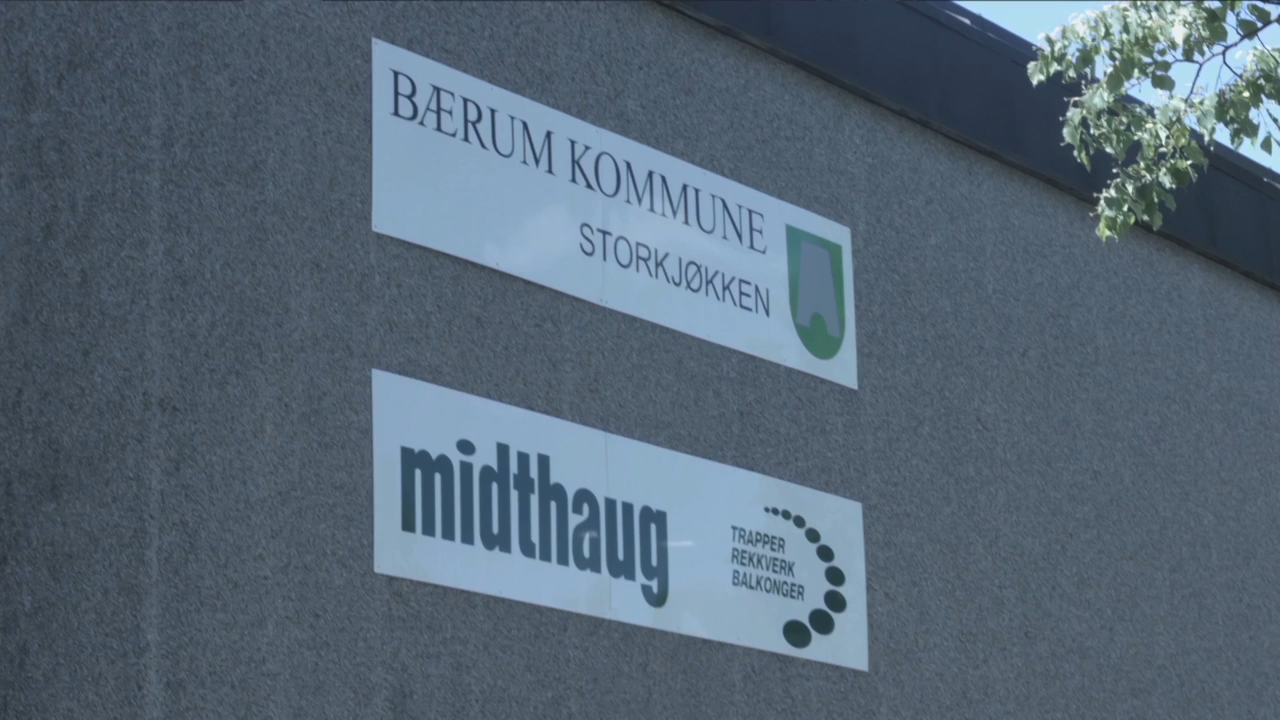 BÆRUM KOMMUNE
STORKJØKKEN
midthaug
TRAPPER
REKKVERK
BALKONGER